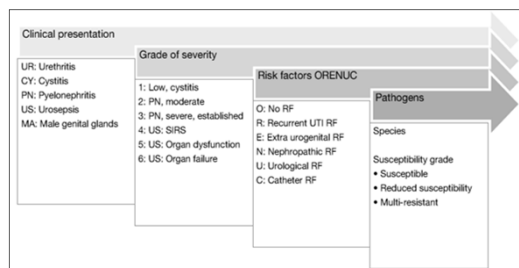 Clinical presentation
UR: Urethritis
CY: Cystitis
PN: Pyelonephritis
US: Urosepsis
MA: Male genital glands
Grade of severity
1: Low, cystitis
2: PN, moderate
3: PN, severe, established
4: US: SIRS
5: US: Organ dysfunction
6: US: Organ failure
Risk factors ORENUC
O: No RF
R: Recurrent UTI RF
E: Extra urogenital RF
N: Nephropathic RF
U: Urological RF
C: Catheter RF
Pathogens
Species
Susceptibility grade
• Susceptible
• Reduced susceptibility
• Multi-resistant